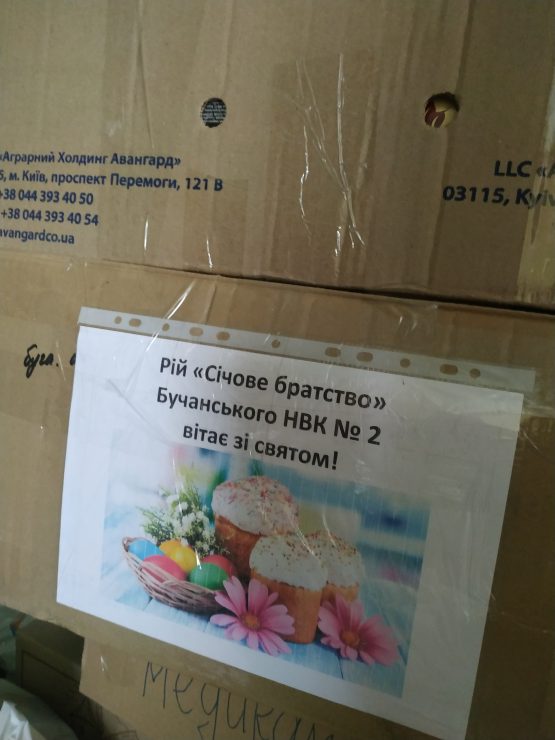 «Аграрний Холдинг Авангард»
м. Київ, проспект Перемоги, 121 В
+38 044 393 40 50
+38 044 393 40 54
avangardco.ua
LLC
03115, Kyiv
буч.
Рій «Січове братство»
Бучанського НВК № 2
вітає зі святом!